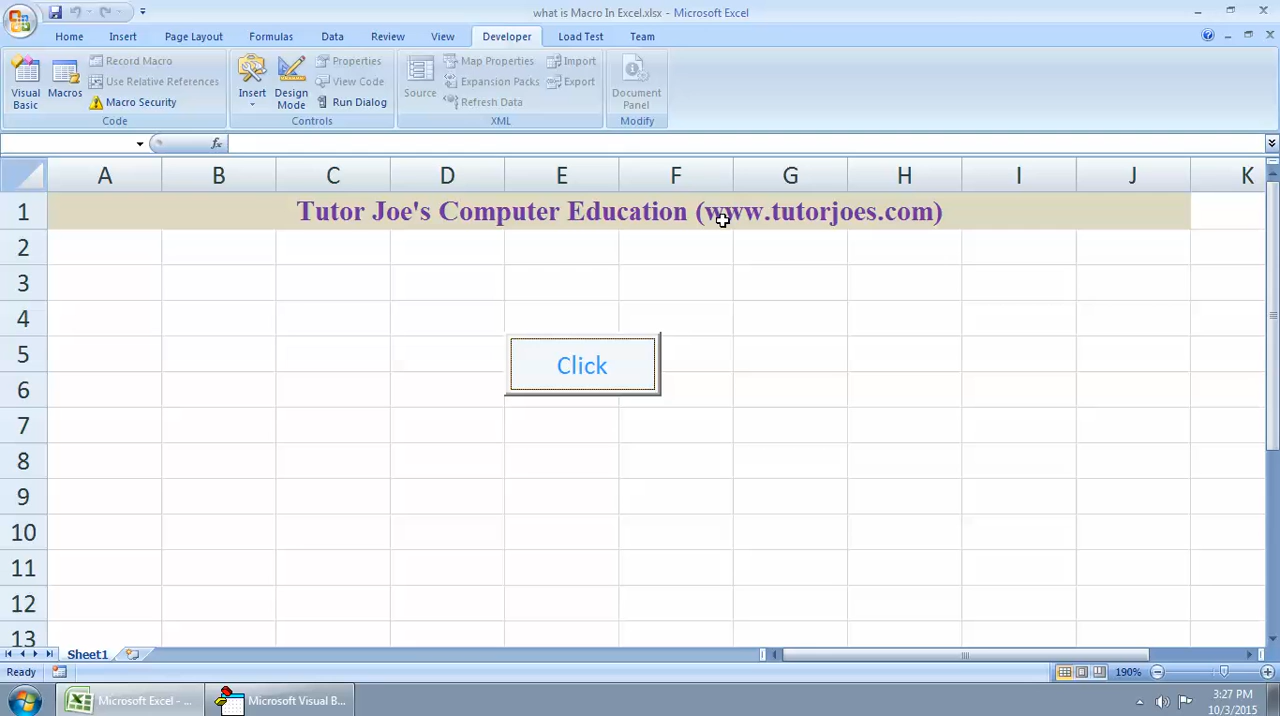 what is Macro In Excel.xlsx - Microsoft Excel
Home Insert Page Layout Formulas Data Review View Developer Load Test Team
Visual Basic
Macros
Record Macro
Use Relative References
Macro Security
Code
Insert
Design Mode
Properties
View Code
Run Dialog
Controls
Source
Map Properties
Expansion Packs
Refresh Data
Import
Export
XML
Document Panel
Modify
fx
A B C D E F G H I J K
1 Tutor Joe's Computer Education (www.tutorjoes.com)
2
3
4
5
Click
6
7
8
9
10
11
12
13
Sheet1
Ready
190%
Microsoft Excel - ...
Microsoft Visual B...
3:27 PM
10/3/2015